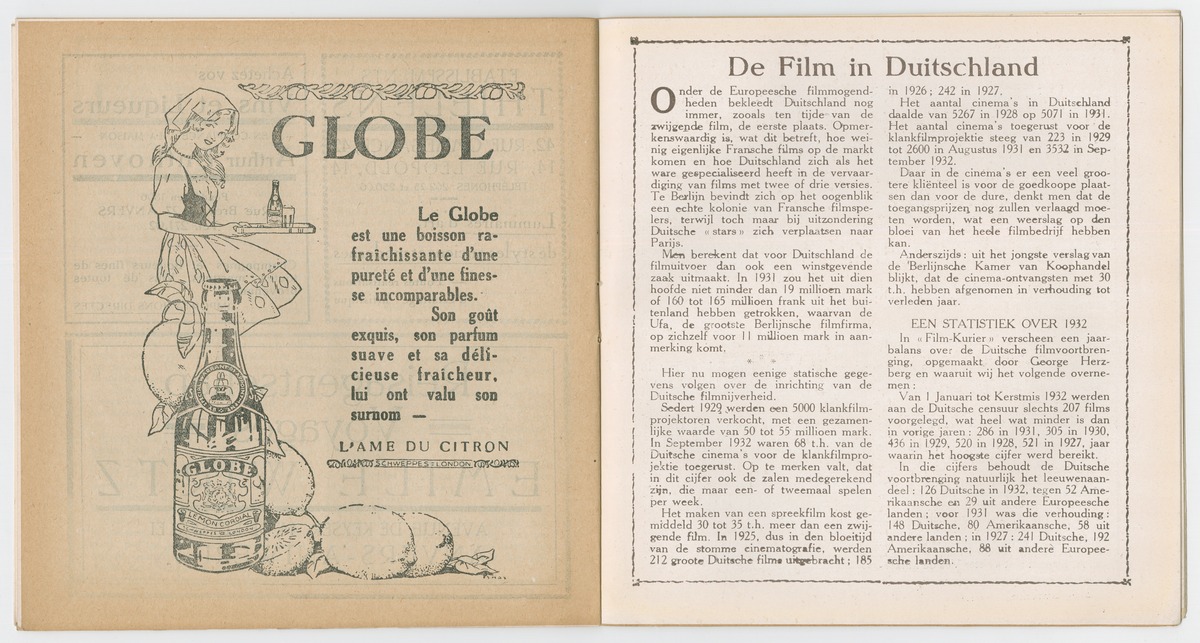 GLOBE
Le Globe
est une boisson ra-
fraîchissante d'une
pureté et d'une fines-
se incomparables.
Son goût
exquis, son parfum
suave et sa déli-
cieuse fraîcheur,
lui ont valu son
surnom —
L'AME DU CITRON
SCHWEPPES-LONDON
GLOBE
LEMON CORDIAL
De Film in Duitschland
Onder de Europeesche filmmogend-
heden bekleedt Duitschland nog
immer, zooals ten tijde van de
zwijgende film, de eerste plaats. Opmer-
kenswaardig is, wat dit betreft, hoe wei-
nig eigenlijke Fransche films op de markt
komen en hoe Duitschland zich als het
ware gespecialiseerd heeft in de vervaar-
diging van films met twee of drie versies.
Te Berlijn bevindt zich op het oogenblik
een echte kolonie van Fransche filmspe-
lers, terwijl toch maar bij uitzondering
Duitsche « stars » zich verplaatsen naar
Parijs.
Men berekent dat voor Duitschland de
filmuitvoer dan ook een winstgevende
zaak uitmaakt. In 1931 zou het uit dien
hoofde niet minder dan 19 millioen mark
of 160 tot 165 millioen frank uit het bui-
tenland hebben getrokken, waarvan de
Ufa, de grootste Berlijnsche filmfirma,
op zichzelf voor 11 millioen mark in aan-
merking komt.
* * *
Hier nu mogen eenige statische gege-
vens volgen over de inrichting van de
Duitsche filmnijverheid.
Sedert 1929 werden een 5000 klankfilm-
projektoren verkocht, met een gezamen-
lijke waarde van 50 tot 55 millioen mark.
In September 1932 waren 68 t.h. van de
Duitsche cinema's voor de klankfilmpro-
jektie toegerust. Op te merken valt, dat
in dit cijfer ook de zalen medegerekend
zijn, die maar een- of tweemaal spelen
per week.
Het maken van een spreekfilm kost ge-
middeld 30 tot 35 t.h. meer dan een zwij-
gende film. In 1925, dus in den bloeitijd
van de stomme cinematografie, werden
212 groote Duitsche films uitgebracht ; 185
in 1926 ; 242 in 1927.
Het aantal cinema's in Duitschland
daalde van 5267 in 1928 op 5071 in 1931.
Het aantal cinema's toegerust voor de
klankfilmprojektie steeg van 223 in 1929
tot 2600 in Augustus 1931 en 3532 in Sep-
tember 1932.
Daar in de cinema's er een veel groo-
tere kliënteel is voor de goedkoope plaat-
sen dan voor de dure, denkt men dat de
toegangsprijzen nog zullen verlaagd moe-
ten worden, wat een weerslag op den
bloei van het heele filmbedrijf hebben
kan.
Anderszijds : uit het jongste verslag van
de Berlijnsche Kamer van Koophandel
blijkt, dat de cinema-ontvangsten met 30
t.h. hebben afgenomen in verhouding tot
verleden jaar.
EEN STATISTIEK OVER 1932
In « Film-Kurier » verscheen een jaar-
balans over de Duitsche filmvoortbren-
ging, opgemaakt door George Herz-
berg en waaruit wij het volgende overne-
men :
Van 1 Januari tot Kerstmis 1932 werden
aan de Duitsche censuur slechts 207 films
voorgelegd, wat heel wat minder is dan
in vorige jaren : 286 in 1931, 305 in 1930,
436 in 1929, 520 in 1928, 521 in 1927, jaar
waarin het hoogste cijfer werd bereikt.
In die cijfers behoudt de Duitsche
voortbrenging natuurlijk het leeuwenaan-
deel : 126 Duitsche in 1932, tegen 52 Ame-
rikaansche en 29 uit andere Europeesche
landen ; voor 1931 was die verhouding :
148 Duitsche, 80 Amerikaansche, 58 uit
andere landen ; in 1927 : 241 Duitsche, 192
Amerikaansche, 88 uit andere Europee-
sche landen.